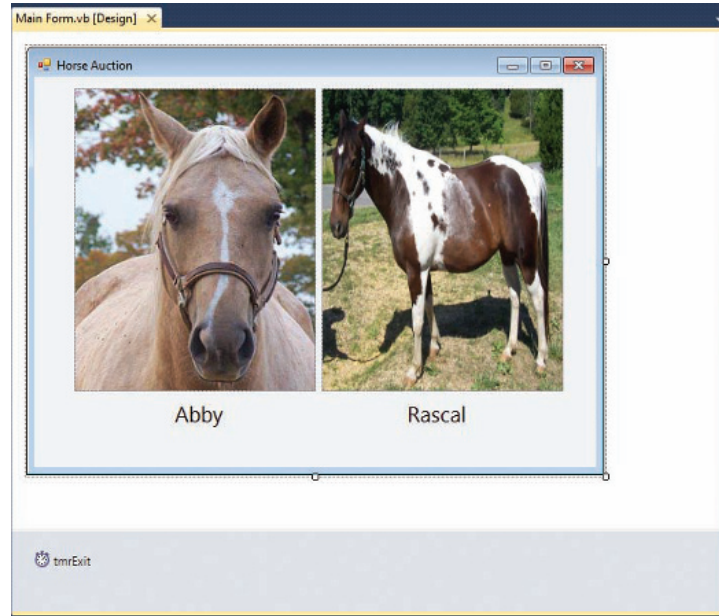 Main Form.vb [Design]
Horse Auction
Abby
Rascal
tmrExit